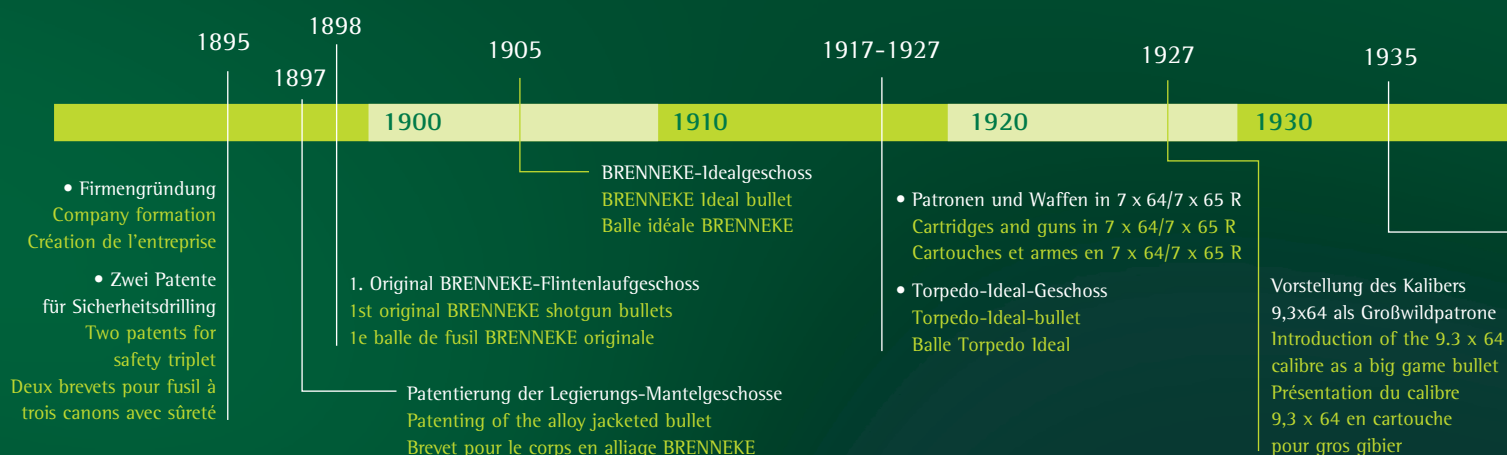 1895
1897
1898
1905
1917-1927
1927
1935
1900
1910
1920
1930
• Firmengründung
Company formation
Création de l'entreprise
• Zwei Patente
für Sicherheitsdrilling
Two patents for
safety triplet
Deux brevets pour fusil à
trois canons avec sûreté
Patentierung der Legierungs-Mantelgeschosse
Patenting of the alloy jacketed bullet
Brevet pour le corps en alliage BRENNEKE
1. Original BRENNEKE-Flintenlaufgeschoss
1st original BRENNEKE shotgun bullets
1e balle de fusil BRENNEKE originale
BRENNEKE-Idealgeschoss
BRENNEKE Ideal bullet
Balle idéale BRENNEKE
• Patronen und Waffen in 7 x 64/7 x 65 R
Cartridges and guns in 7 x 64/7 x 65 R
Cartouches et armes en 7 x 64/7 x 65 R
• Torpedo-Ideal-Geschoss
Torpedo-Ideal-bullet
Balle Torpedo Ideal
Vorstellung des Kalibers
9,3x64 als Großwildpatrone
Introduction of the 9.3 x 64
calibre as a big game bullet
Présentation du calibre
9,3 x 64 en cartouche
pour gros gibier